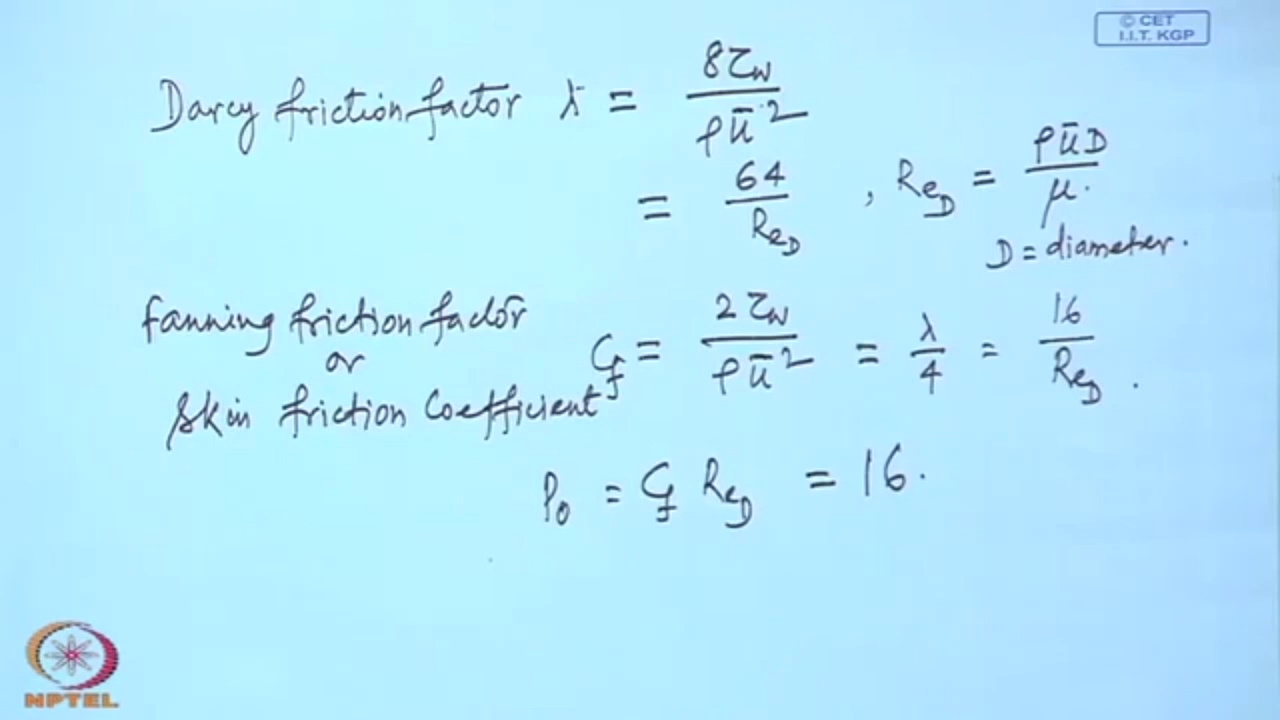 © CET
I.I.T. KGP
Darcy friction factor λ = 8τw / ρū²
= 64 / ReD , ReD = ρūD / μ.
D = diameter.
Fanning friction factor
or
Skin friction Coefficient
Cf = 2τw / ρū² = λ/4 = 16 / ReD .
Po = Cf ReD = 16.
NPTEL